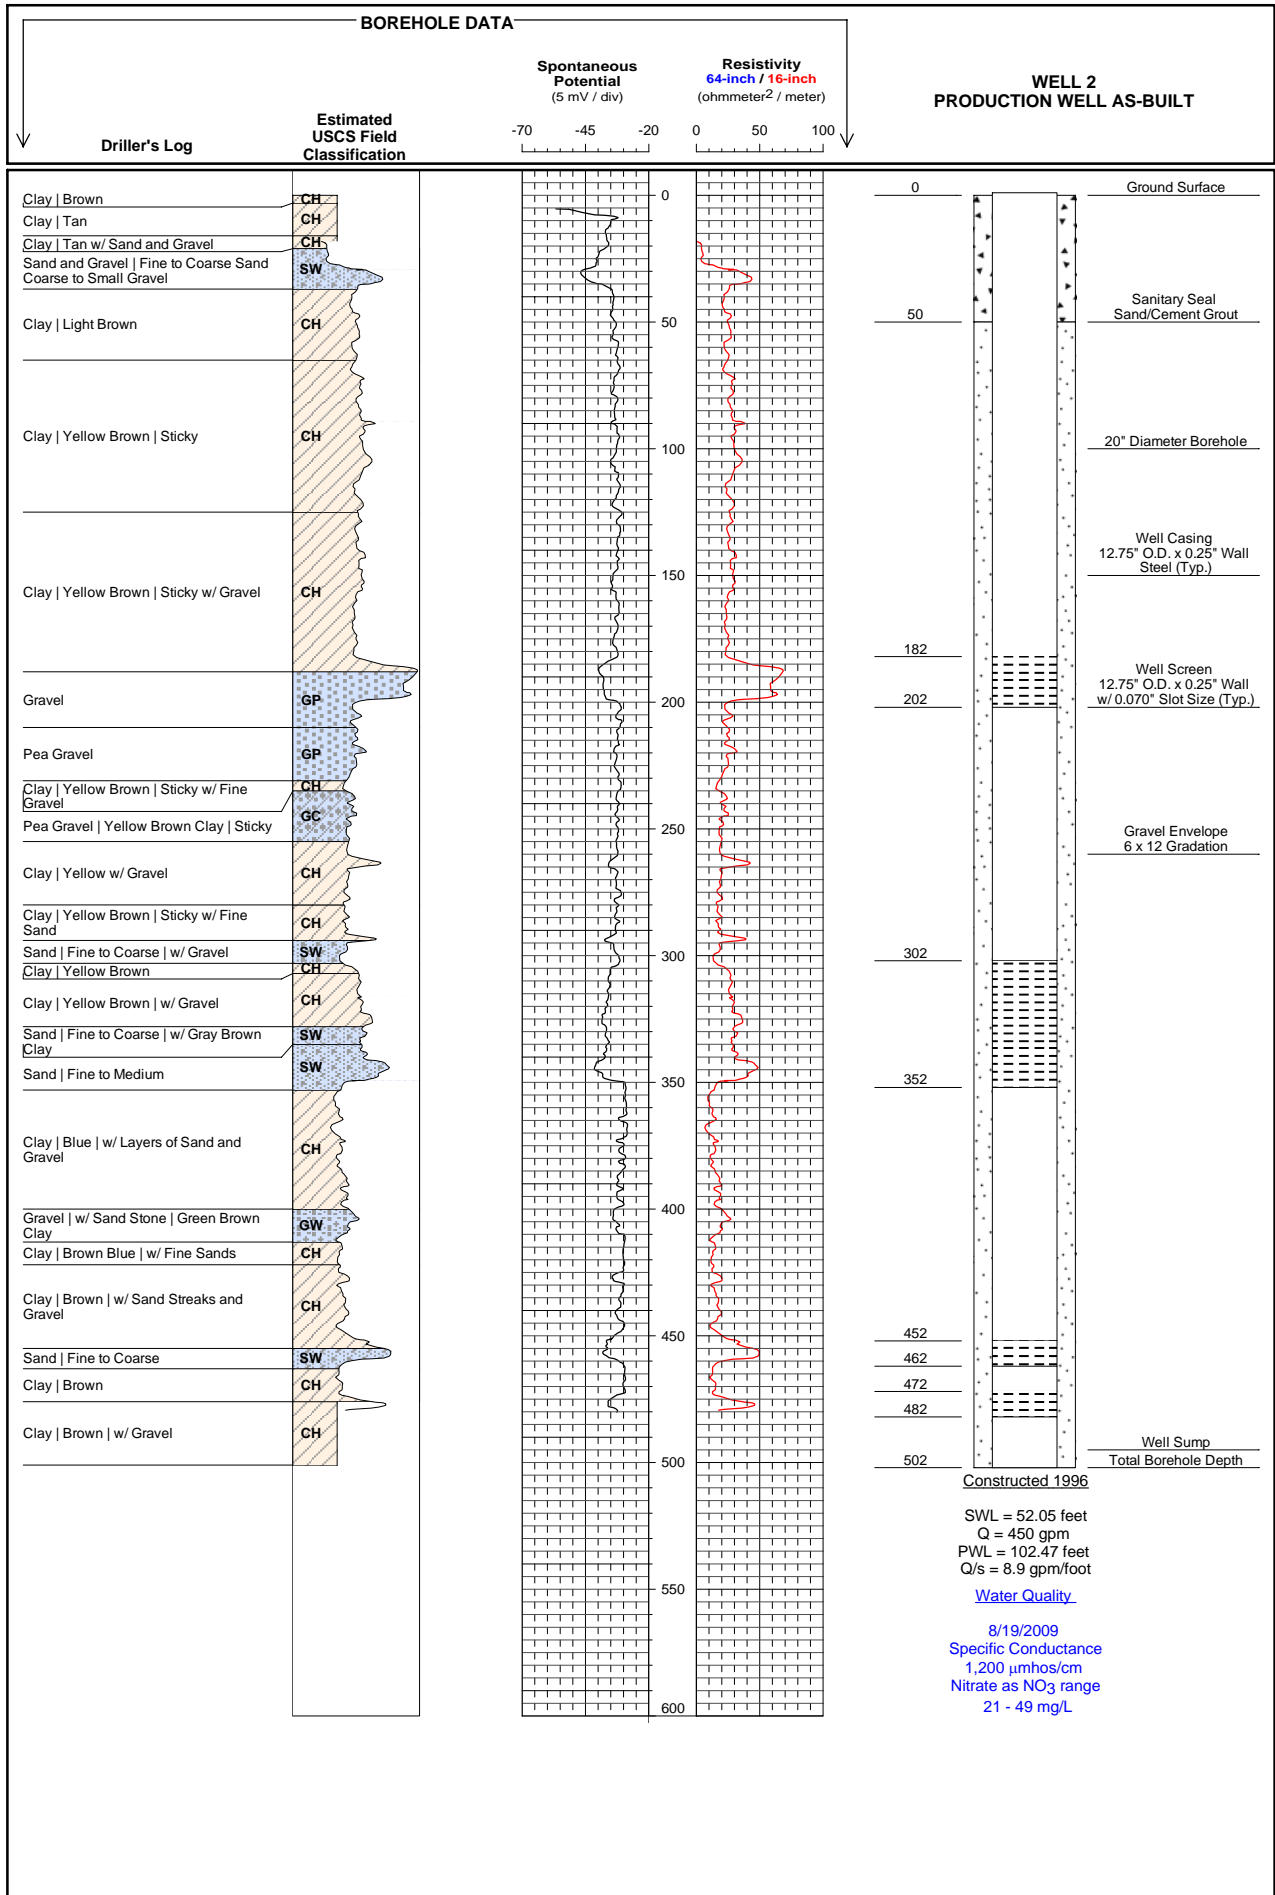 BOREHOLE DATA
Driller's Log
Estimated
USCS Field
Classification
Spontaneous
Potential
(5 mV / div)
-70 -45 -20
Resistivity
64-inch / 16-inch
(ohmmeter2 / meter)
0 50 100
WELL 2
PRODUCTION WELL AS-BUILT
Clay | Brown
CH
Clay | Tan
CH
Clay | Tan w/ Sand and Gravel
CH
Sand and Gravel | Fine to Coarse Sand
Coarse to Small Gravel
SW
Clay | Light Brown
CH
Clay | Yellow Brown | Sticky
CH
Clay | Yellow Brown | Sticky w/ Gravel
CH
Gravel
GP
Pea Gravel
GP
Clay | Yellow Brown | Sticky w/ Fine
Gravel
CH
Pea Gravel | Yellow Brown Clay | Sticky
GC
Clay | Yellow w/ Gravel
CH
Clay | Yellow Brown | Sticky w/ Fine
Sand
CH
Sand | Fine to Coarse | w/ Gravel
SW
Clay | Yellow Brown
CH
Clay | Yellow Brown | w/ Gravel
CH
Sand | Fine to Coarse | w/ Gray Brown
Clay
SW
Sand | Fine to Medium
SW
Clay | Blue | w/ Layers of Sand and
Gravel
CH
Gravel | w/ Sand Stone | Green Brown
Clay
GW
Clay | Brown Blue | w/ Fine Sands
CH
Clay | Brown | w/ Sand Streaks and
Gravel
CH
Sand | Fine to Coarse
SW
Clay | Brown
CH
Clay | Brown | w/ Gravel
CH
0
50
100
150
200
250
300
350
400
450
500
550
600
0
50
182
202
302
352
452
462
472
482
502
Ground Surface
Sanitary Seal
Sand/Cement Grout
20" Diameter Borehole
Well Casing
12.75" O.D. x 0.25" Wall
Steel (Typ.)
Well Screen
12.75" O.D. x 0.25" Wall
w/ 0.070" Slot Size (Typ.)
Gravel Envelope
6 x 12 Gradation
Well Sump
Total Borehole Depth
Constructed 1996
SWL = 52.05 feet
Q = 450 gpm
PWL = 102.47 feet
Q/s = 8.9 gpm/foot
Water Quality
8/19/2009
Specific Conductance
1,200 µmhos/cm
Nitrate as NO3 range
21 - 49 mg/L